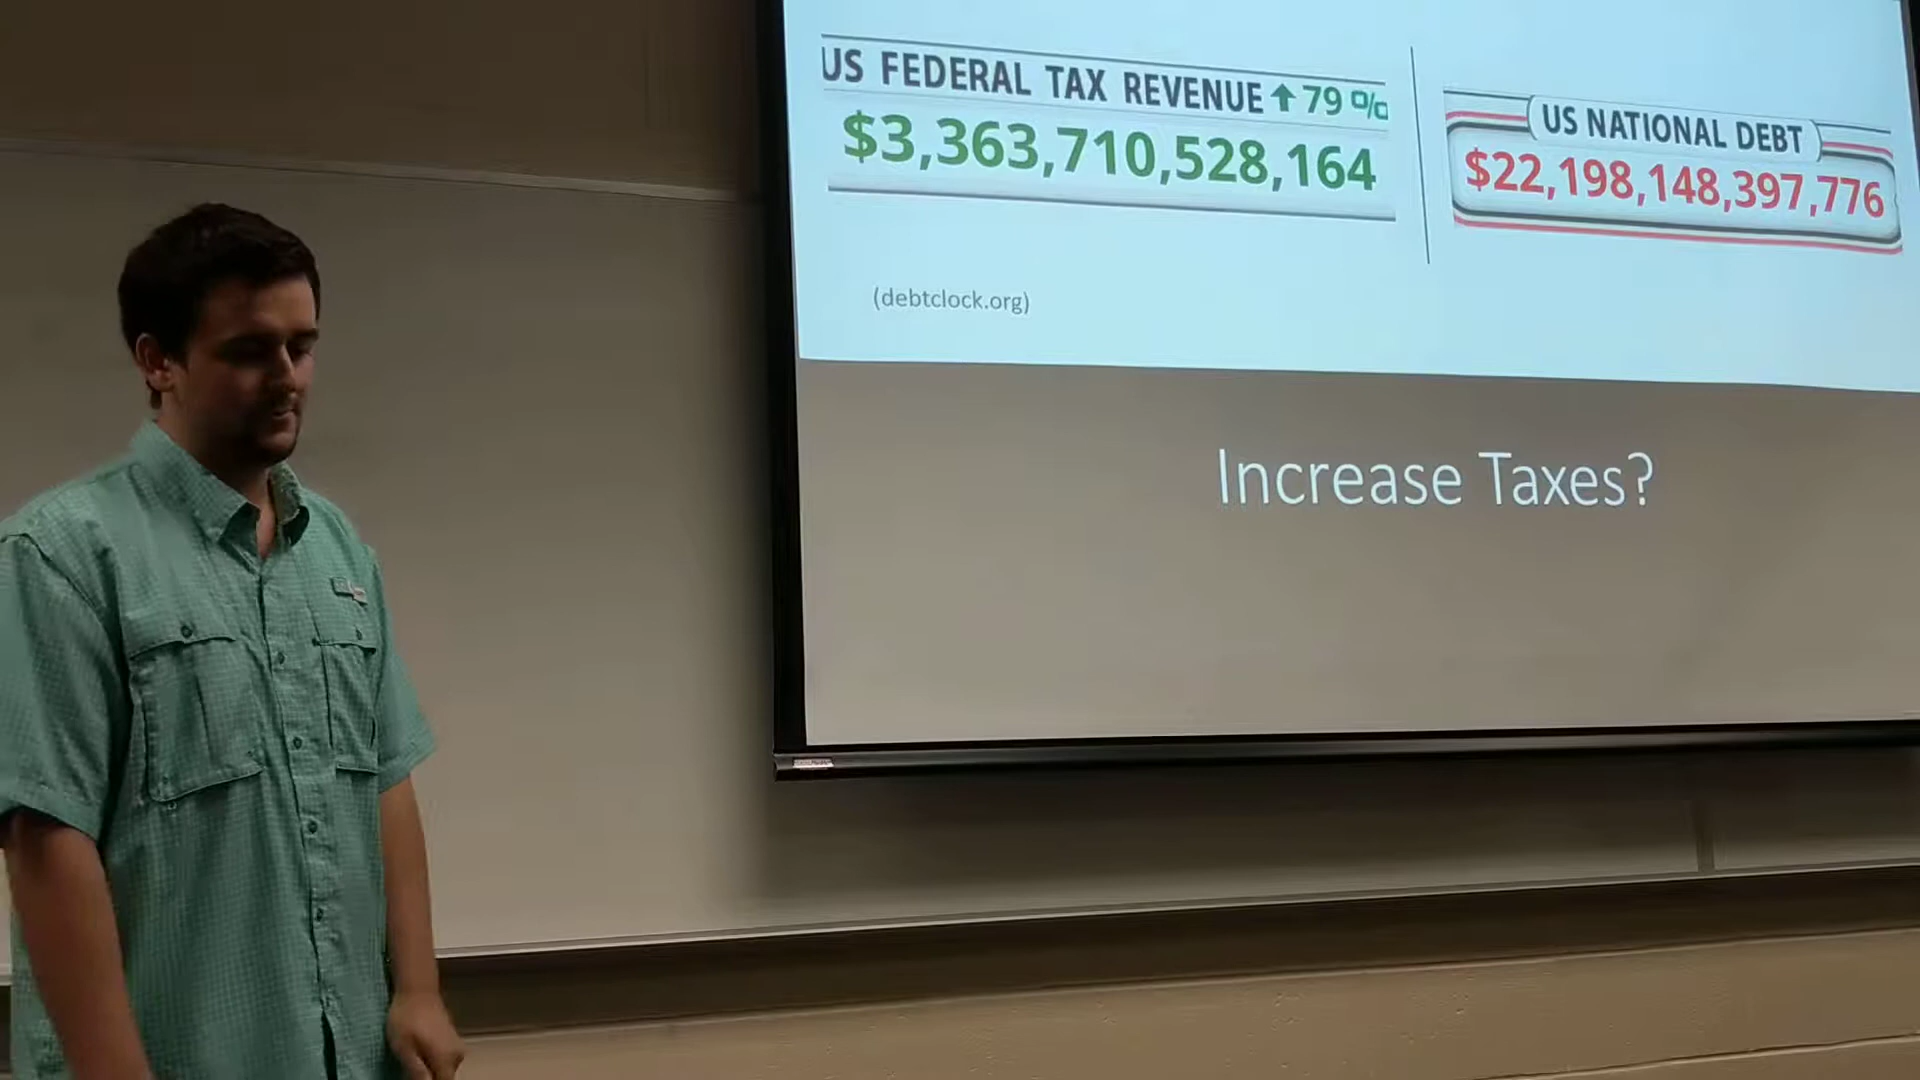 US FEDERAL TAX REVENUE ↑ 79 %
$3,363,710,528,164
US NATIONAL DEBT
$22,198,148,397,776
(debtclock.org)
Increase Taxes?